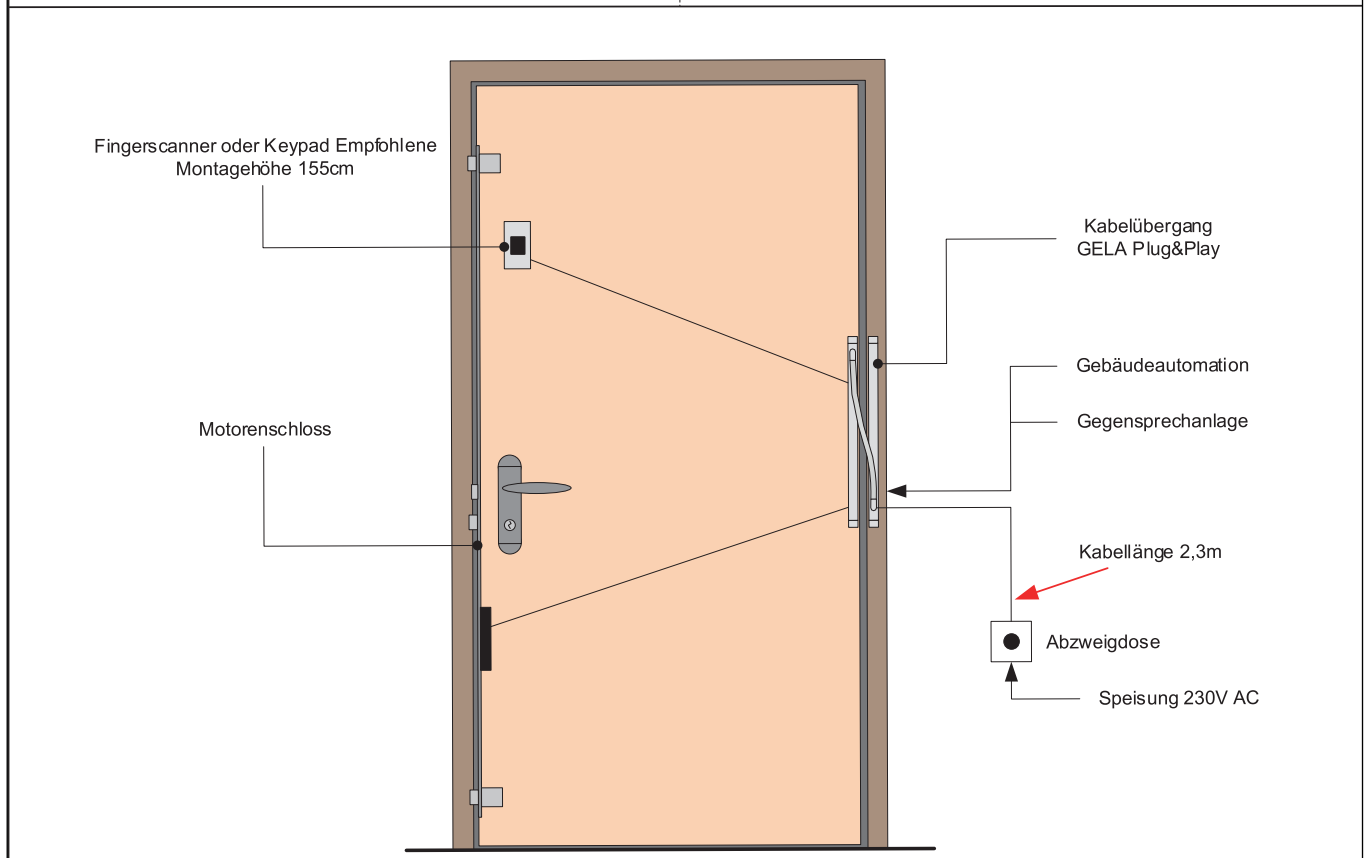 Fingerscanner oder Keypad Empfohlene
Montagehöhe 155cm
Kabelübergang
GELA Plug&Play
Gebäudeautomation
Gegensprechanlage
Motorenschloss
Kabellänge 2,3m
Abzweigdose
Speisung 230V AC